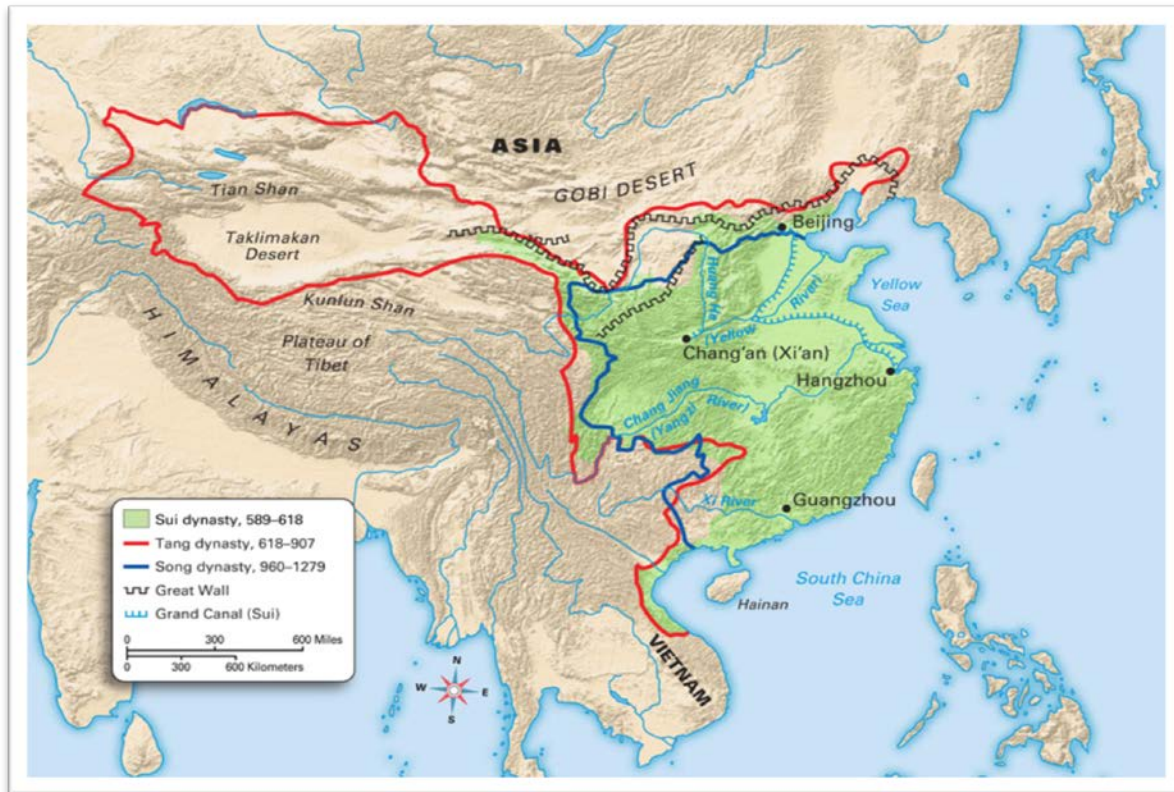 ASIA
GOBI DESERT
Tian Shan
Taklimakan
Desert
Beijing
Kunlun Shan
Huang He
(Yellow River)
Yellow
Sea
HIMALAYAS
Plateau of
Tibet
Chang'an (Xi'an)
Hangzhou
Chang Jiang
(Yangzi River)
Xi River
Guangzhou
South China
Sea
Hainan
VIETNAM
Sui dynasty, 589–618
Tang dynasty, 618–907
Song dynasty, 960–1279
Great Wall
Grand Canal (Sui)
0 300 600 Miles
0 300 600 Kilometers
N
W E
S